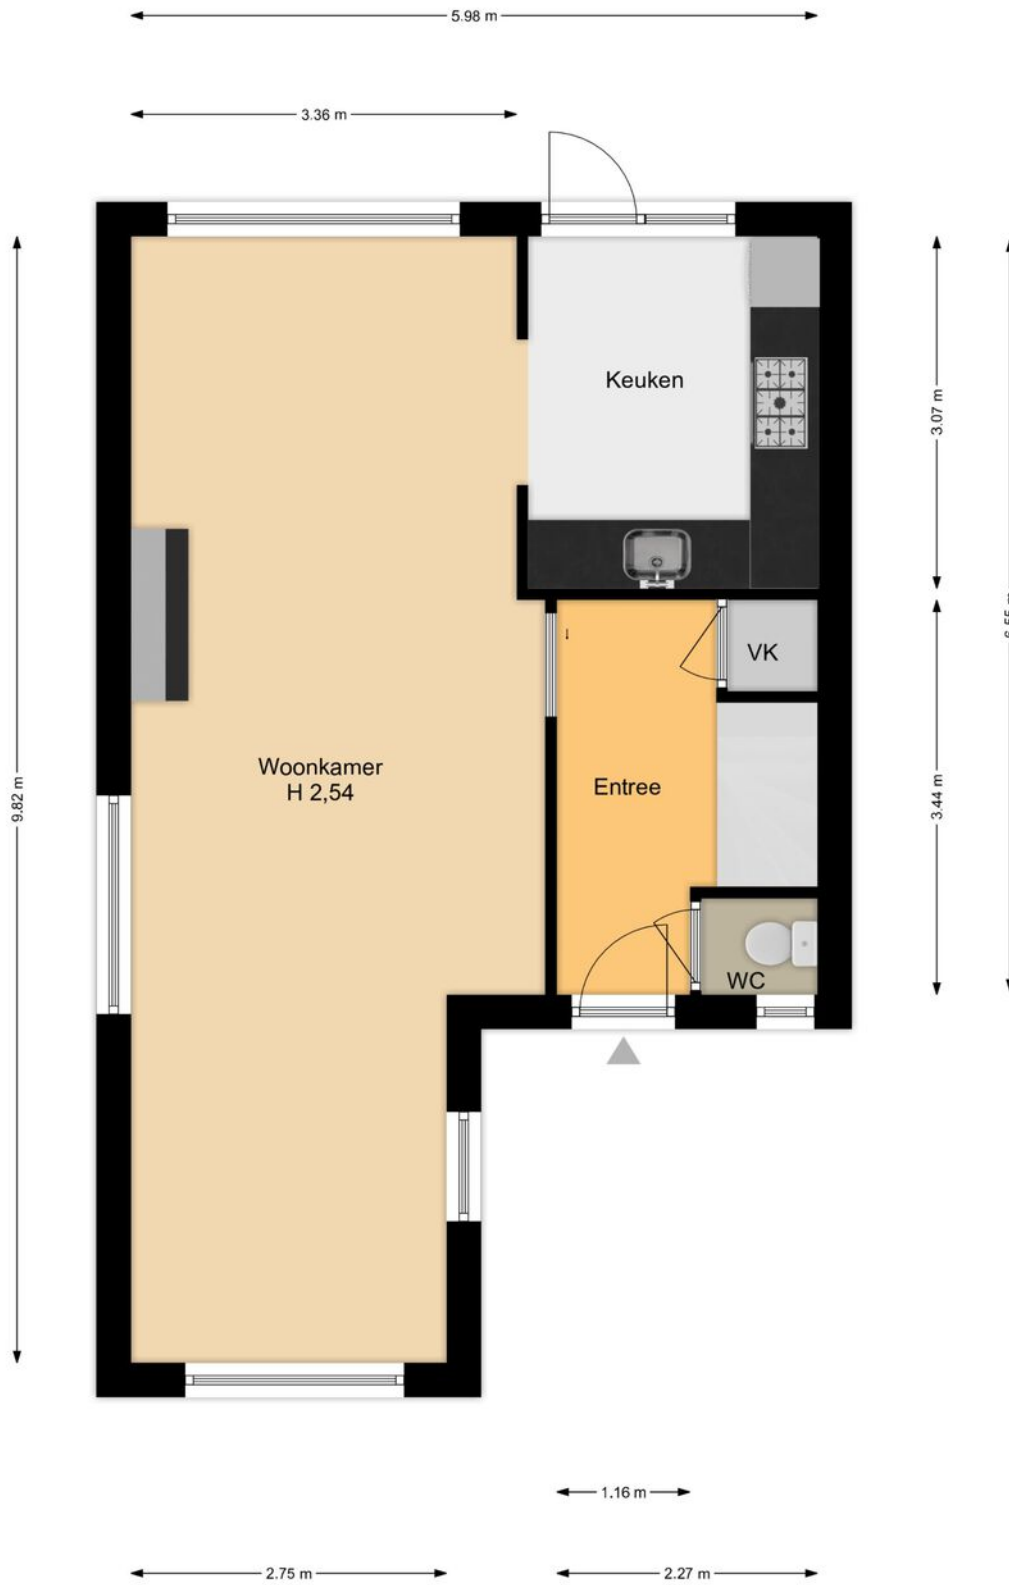 5.98 m
3.36 m
Keuken
3.07 m
VK
Woonkamer
H 2,54
Entree
9.82 m
3.44 m
WC
1.16 m
2.75 m
2.27 m